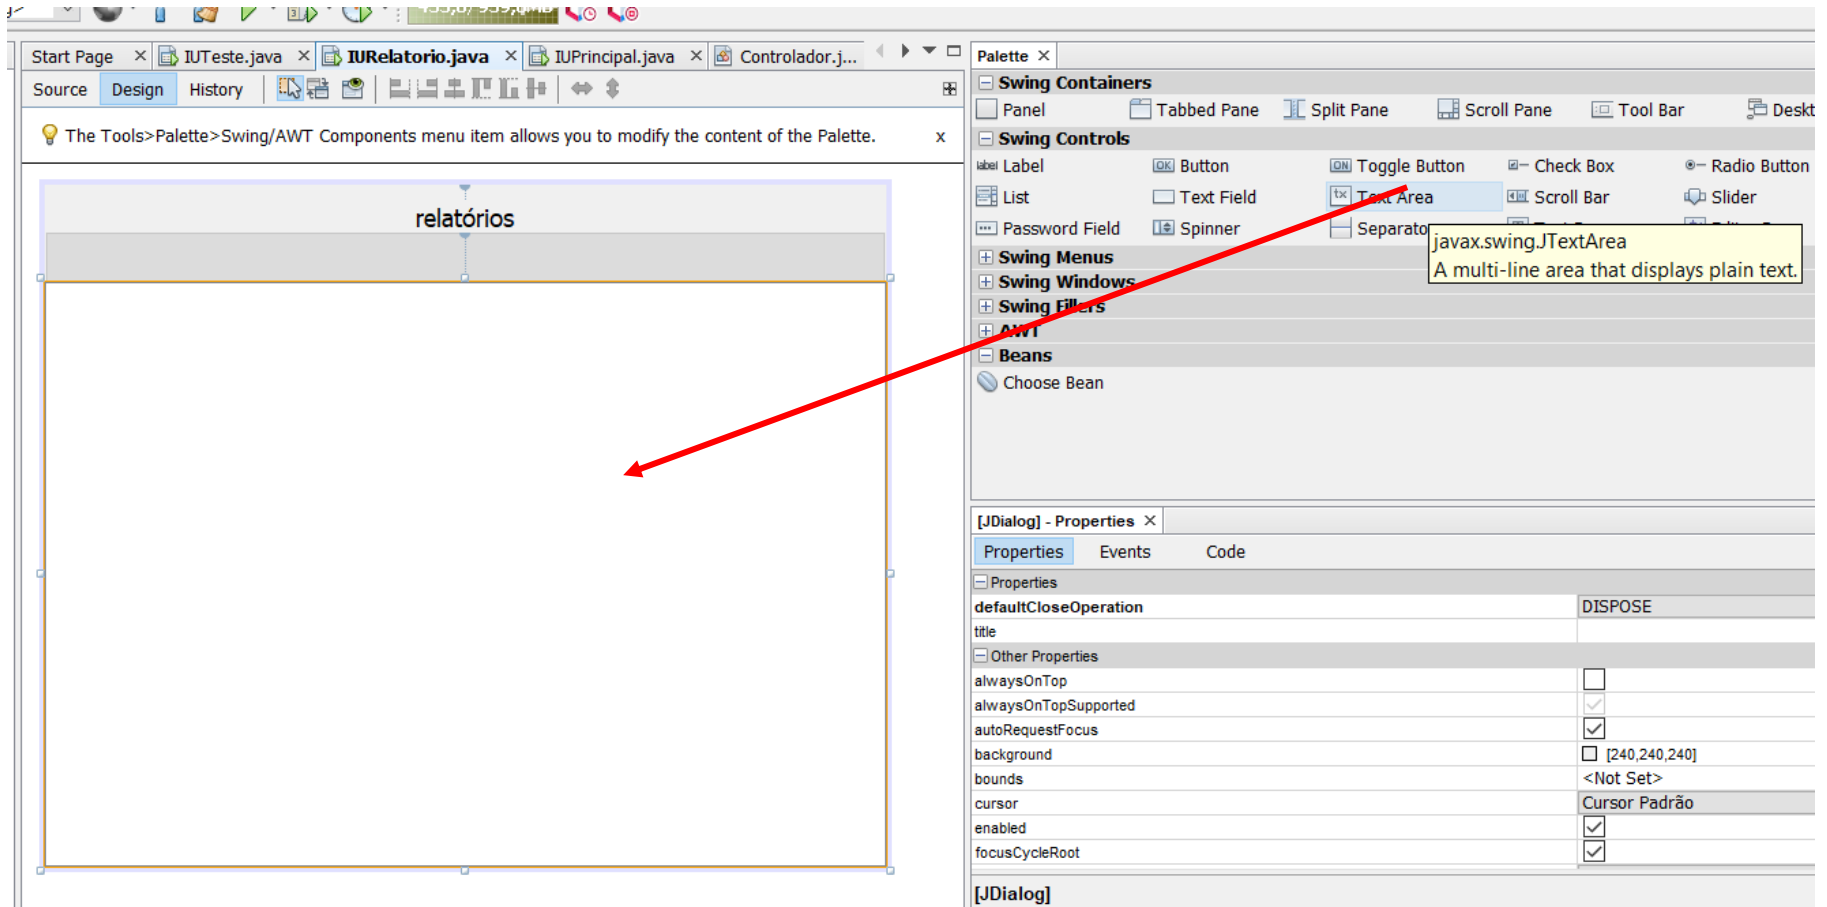 Start Page
IUTeste.java
IURelatorio.java
IUPrincipal.java
Controlador.j...
Source
Design
History
The Tools>Palette>Swing/AWT Components menu item allows you to modify the content of the Palette.
x
relatórios
Palette
Swing Containers
Panel
Tabbed Pane
Split Pane
Scroll Pane
Tool Bar
Deskt
Swing Controls
label Label
OK Button
ON Toggle Button
Check Box
Radio Button
List
Text Field
Text Area
Scroll Bar
Slider
Password Field
Spinner
Separato
javax.swing.JTextArea
A multi-line area that displays plain text.
Swing Menus
Swing Windows
Swing Fillers
AWT
Beans
Choose Bean
[JDialog] - Properties
Properties
Events
Code
Properties
defaultCloseOperation
DISPOSE
title
Other Properties
alwaysOnTop
alwaysOnTopSupported
autoRequestFocus
background
[240,240,240]
bounds
<Not Set>
cursor
Cursor Padrão
enabled
focusCycleRoot
[JDialog]